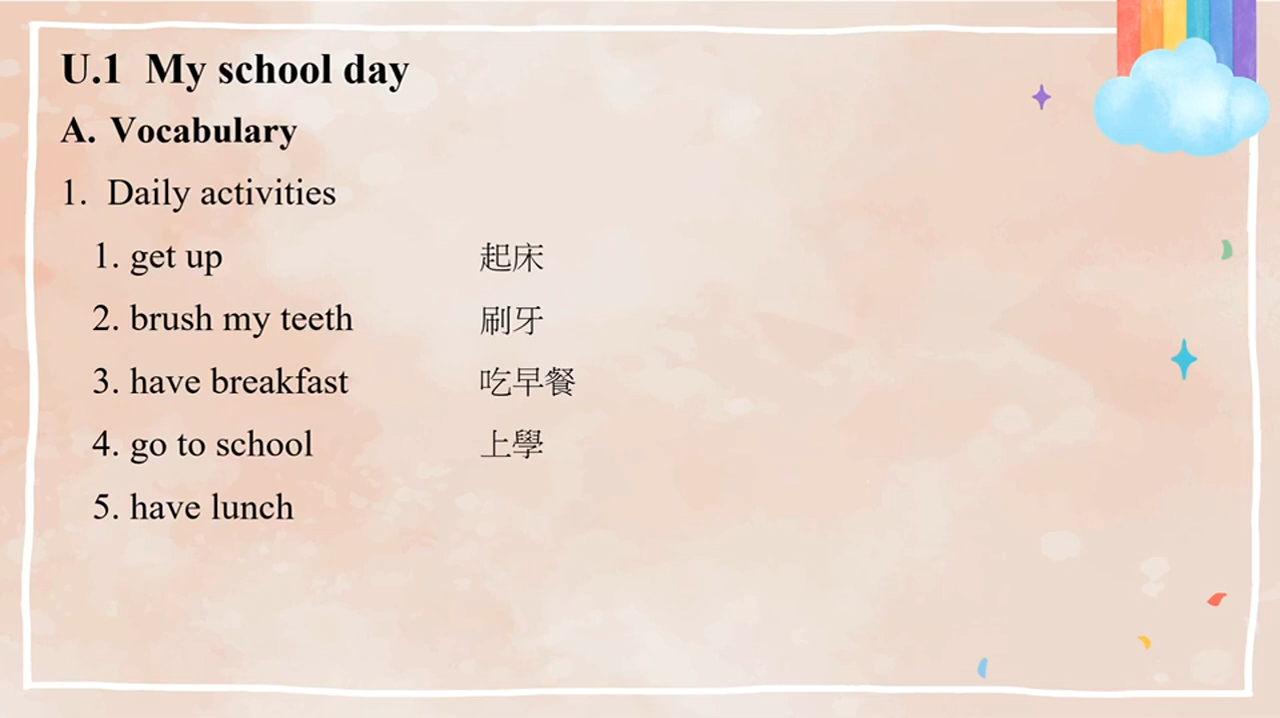 U.1 My school day
A. Vocabulary
1. Daily activities
1. get up 起床
2. brush my teeth 刷牙
3. have breakfast 吃早餐
4. go to school 上學
5. have lunch